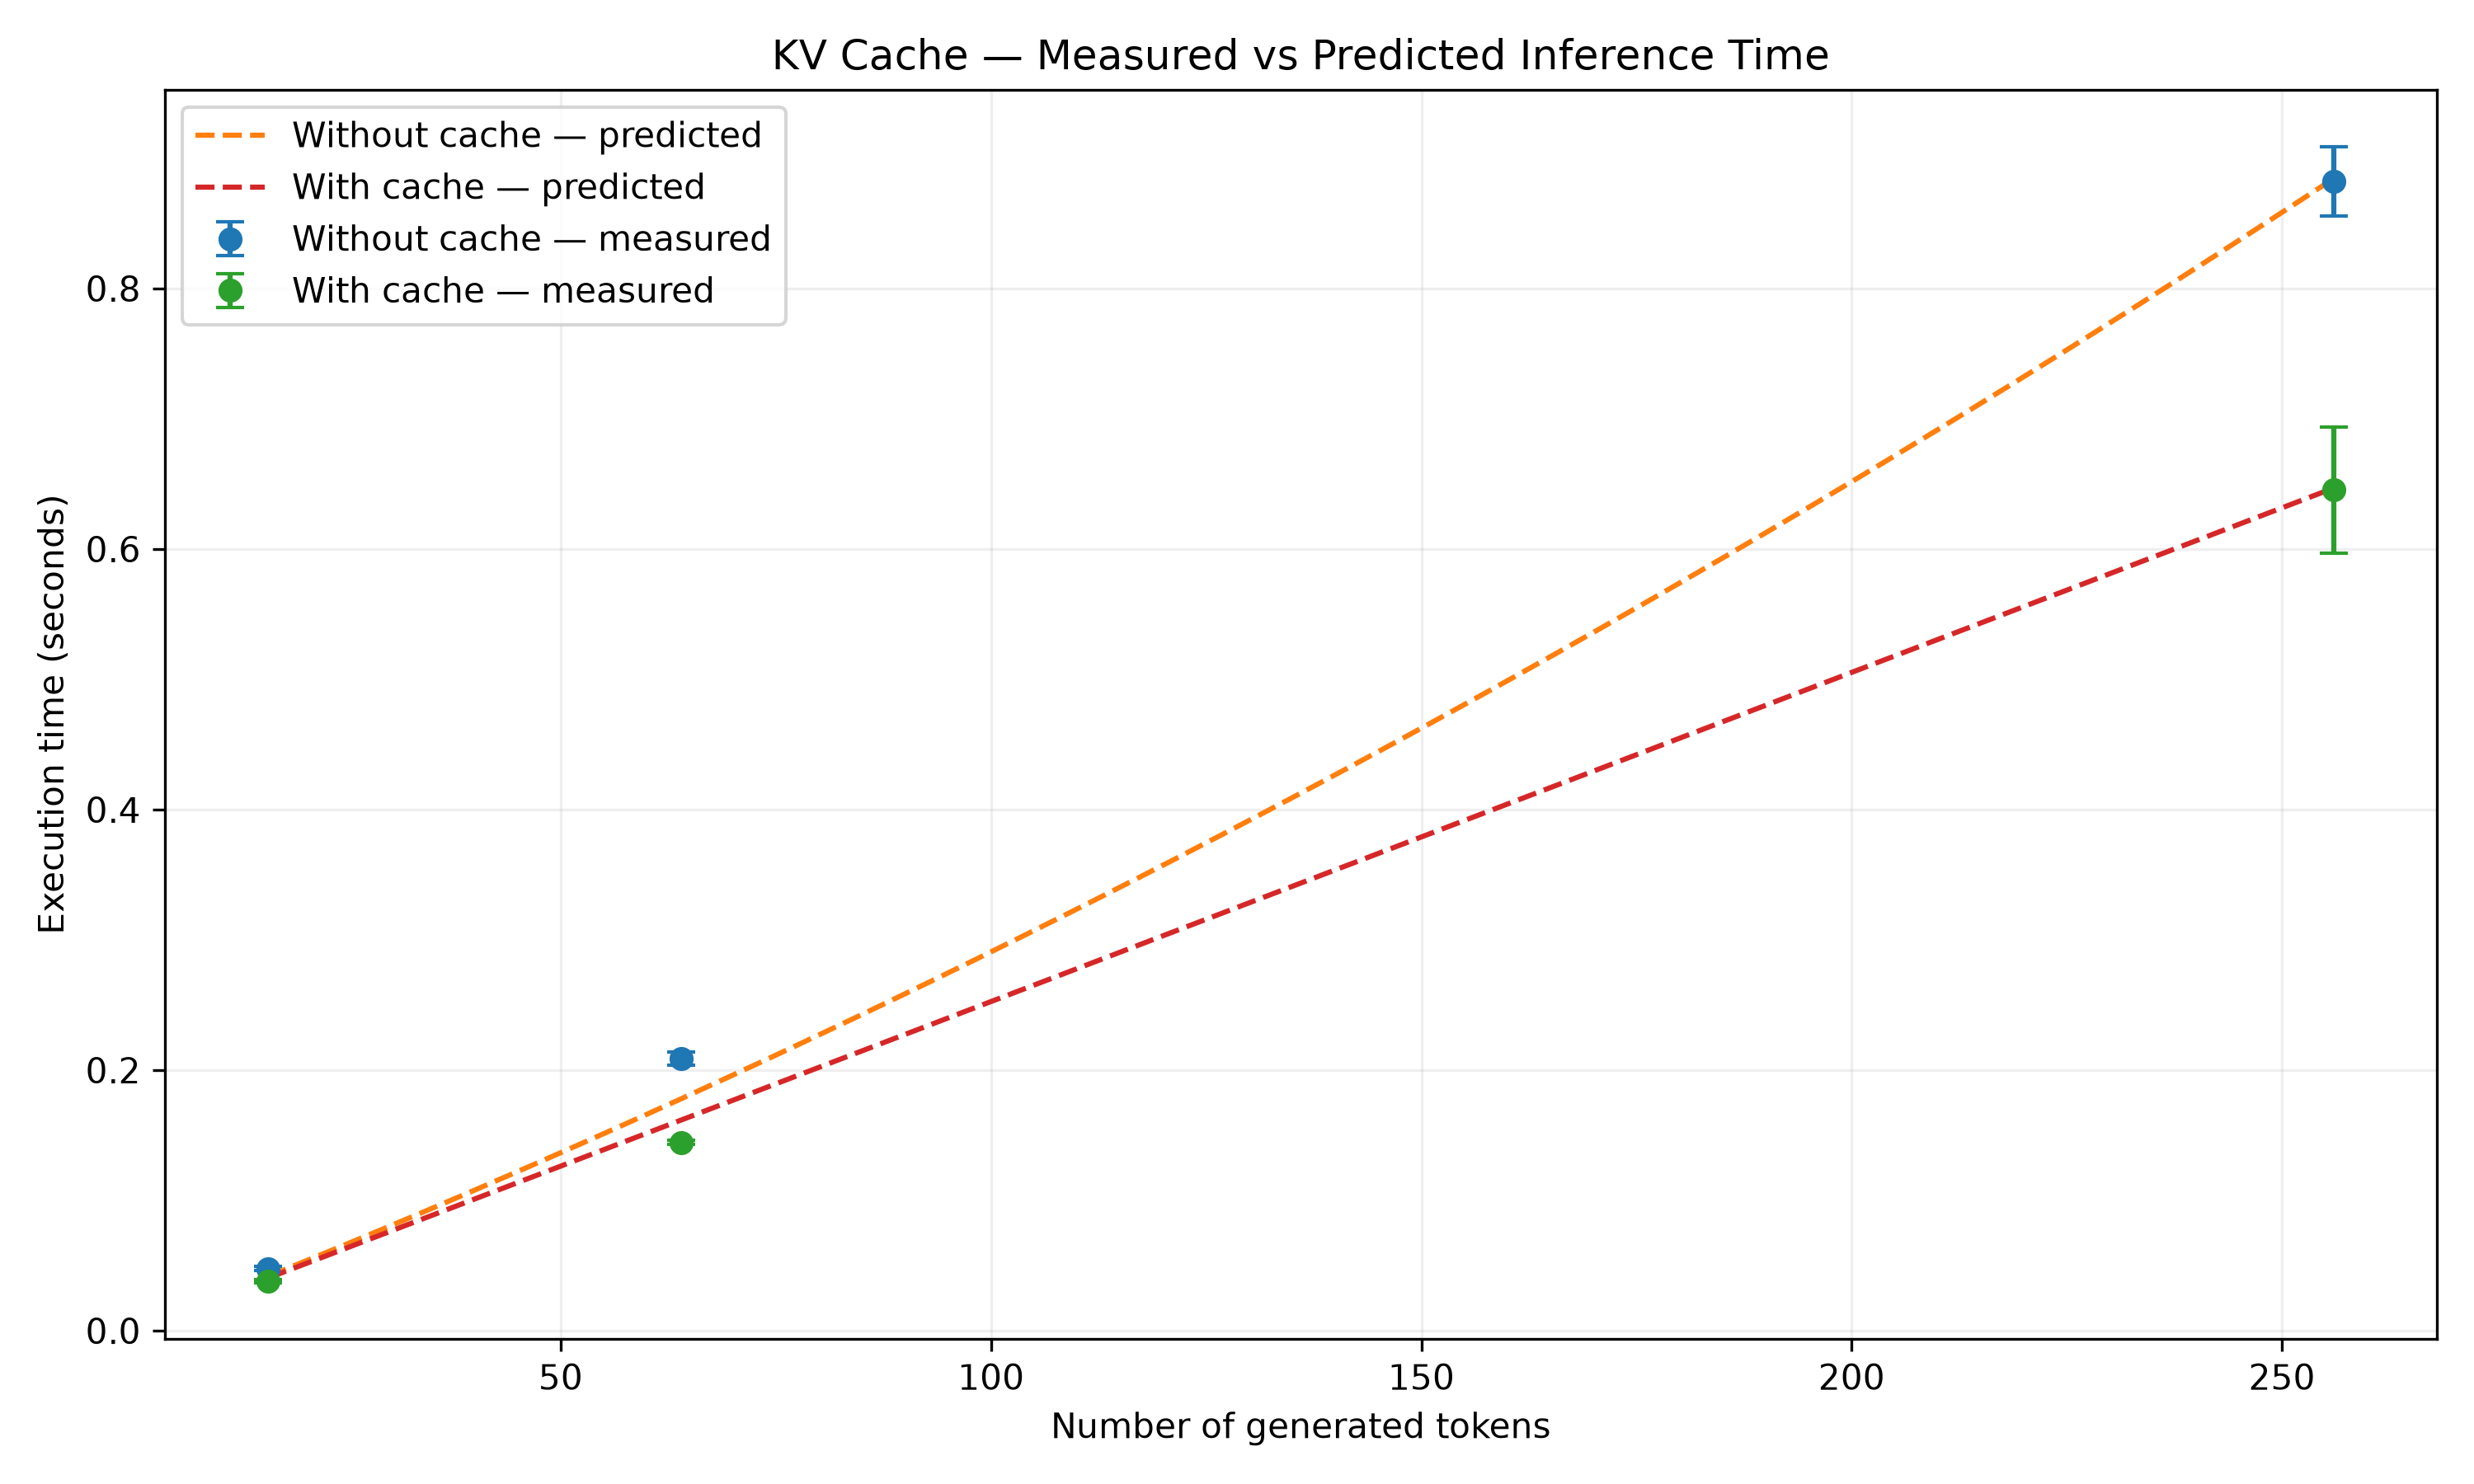 KV Cache — Measured vs Predicted Inference Time
Without cache — predicted
With cache — predicted
Without cache — measured
With cache — measured
Execution time (seconds)
0.8
0.6
0.4
0.2
0.0
50 100 150 200 250
Number of generated tokens